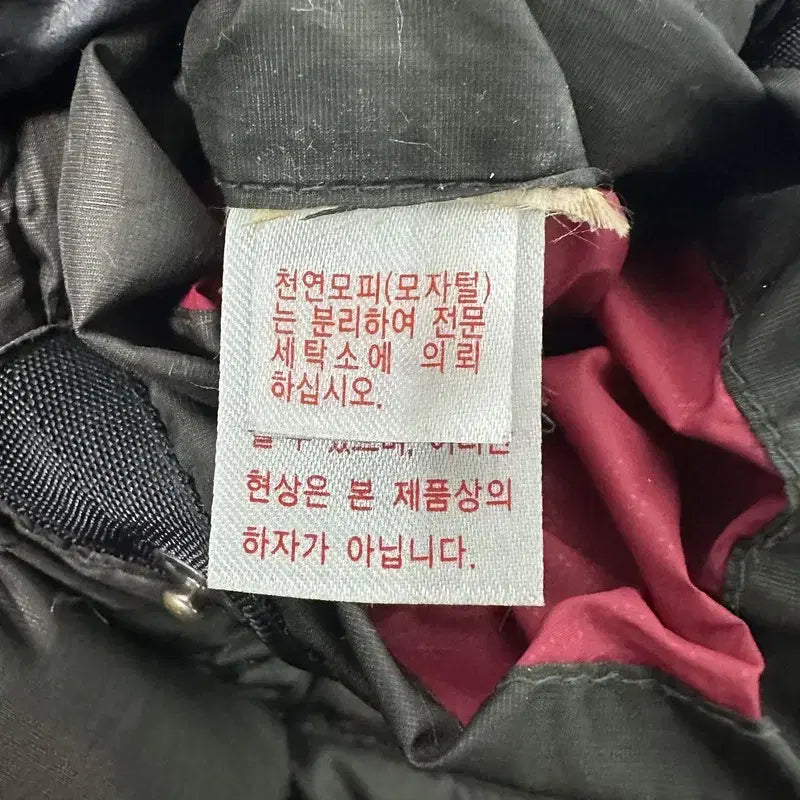 천연모피(모자털)
는 분리하여 전문
세탁소에 의뢰
하십시오.
현상은 본 제품상의
하자가 아닙니다.